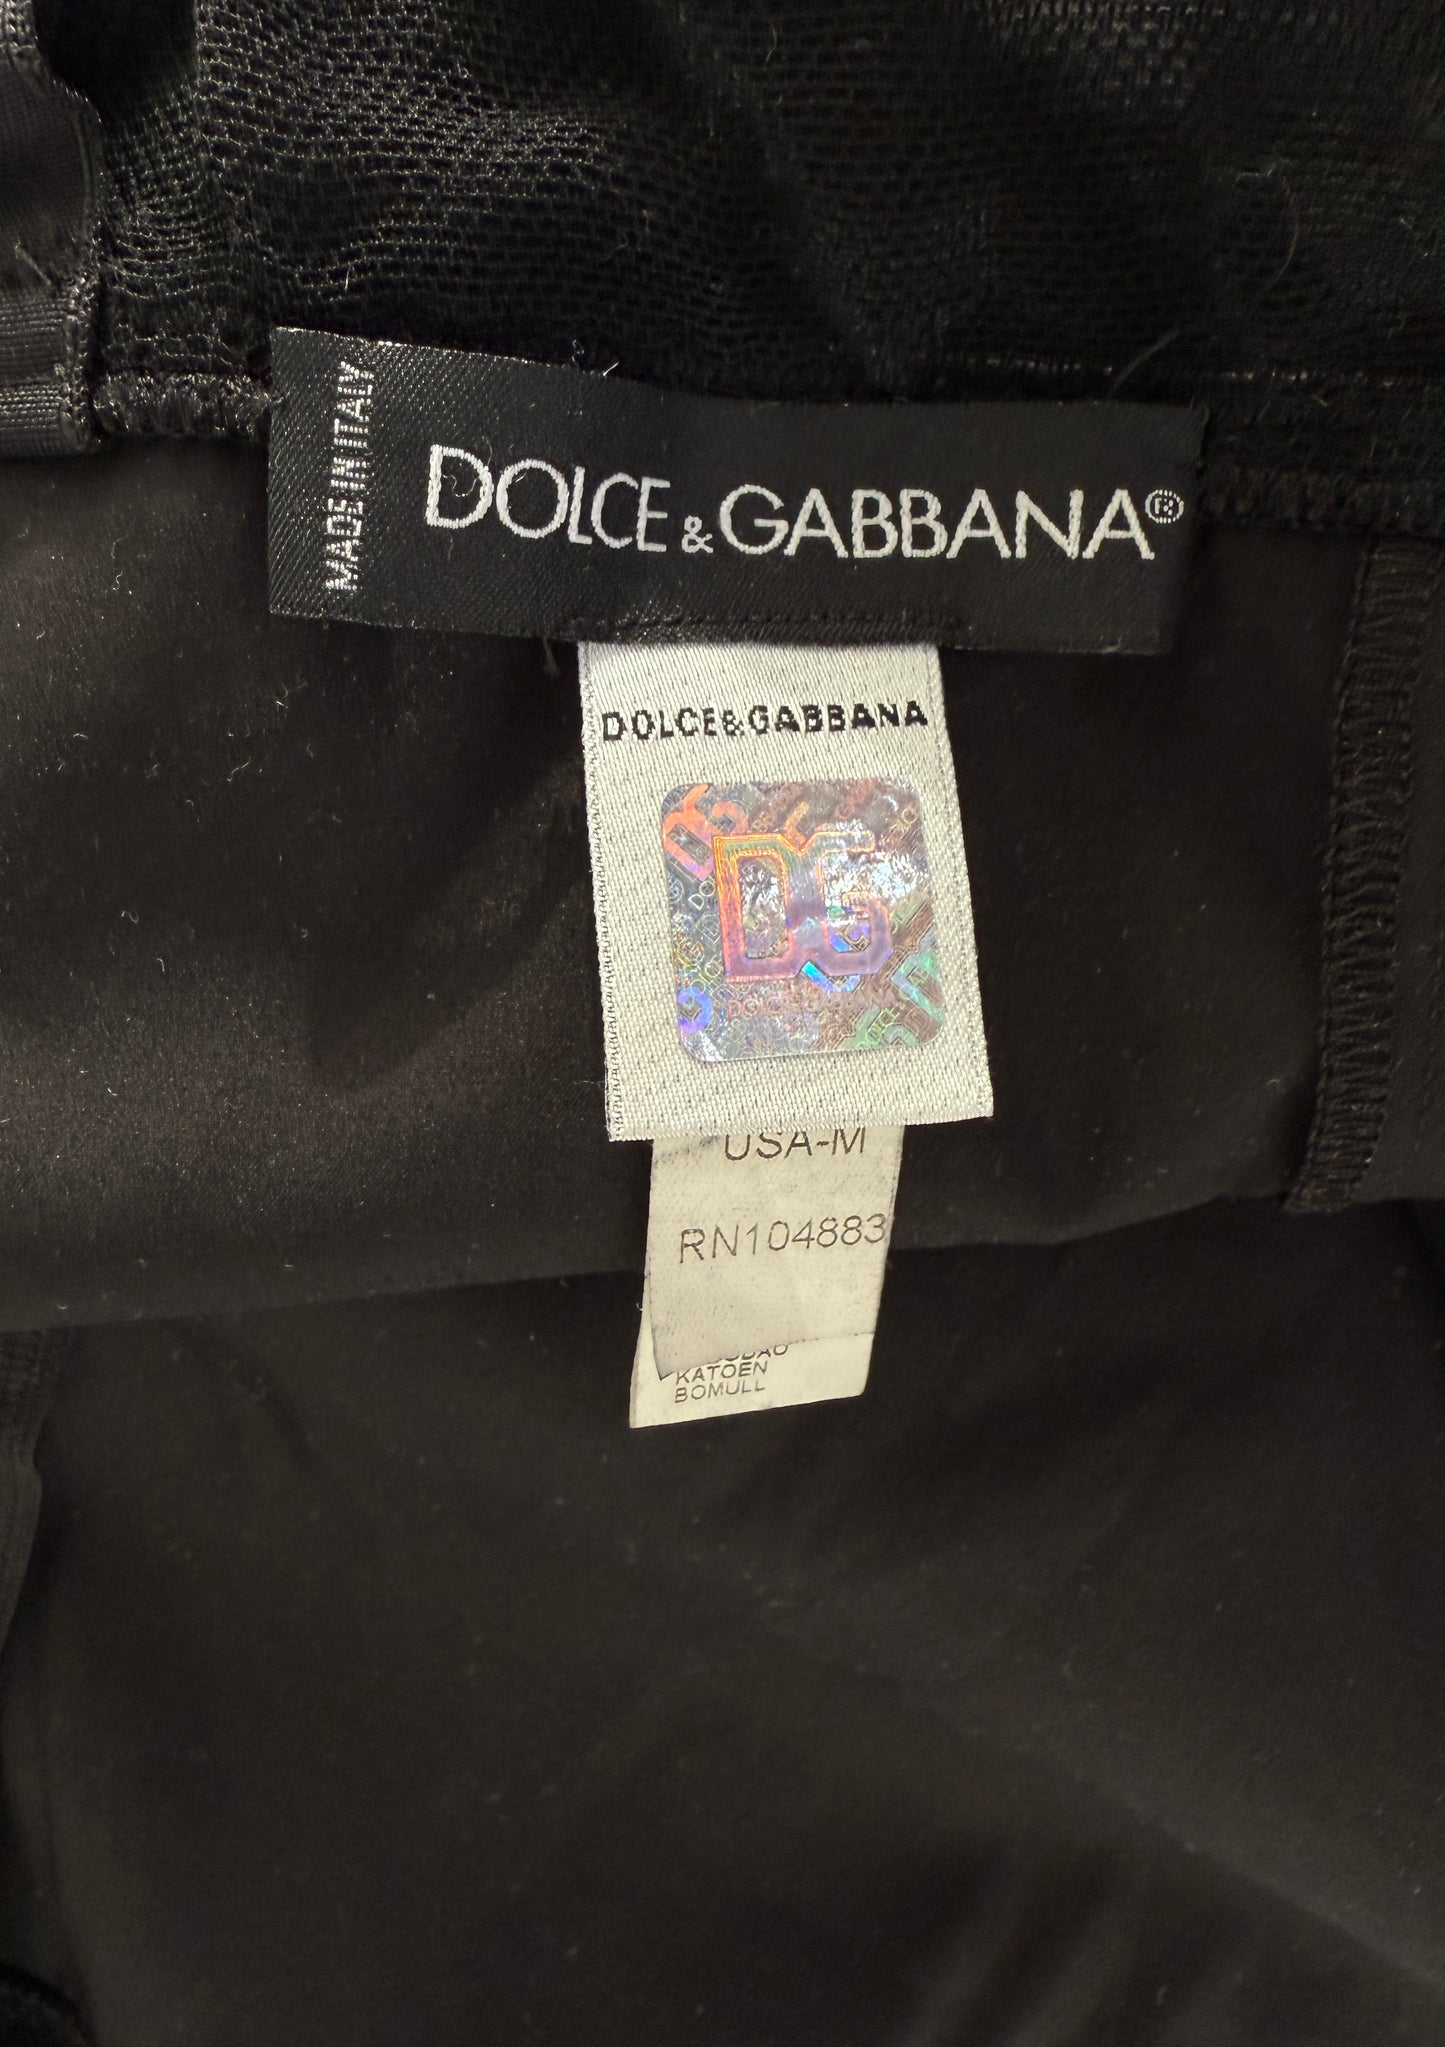 MADE IN ITALY
DOLCE & GABBANA®
DOLCE&GABBANA
DG
USA-M
RN104883
KATOEN
BOMULL